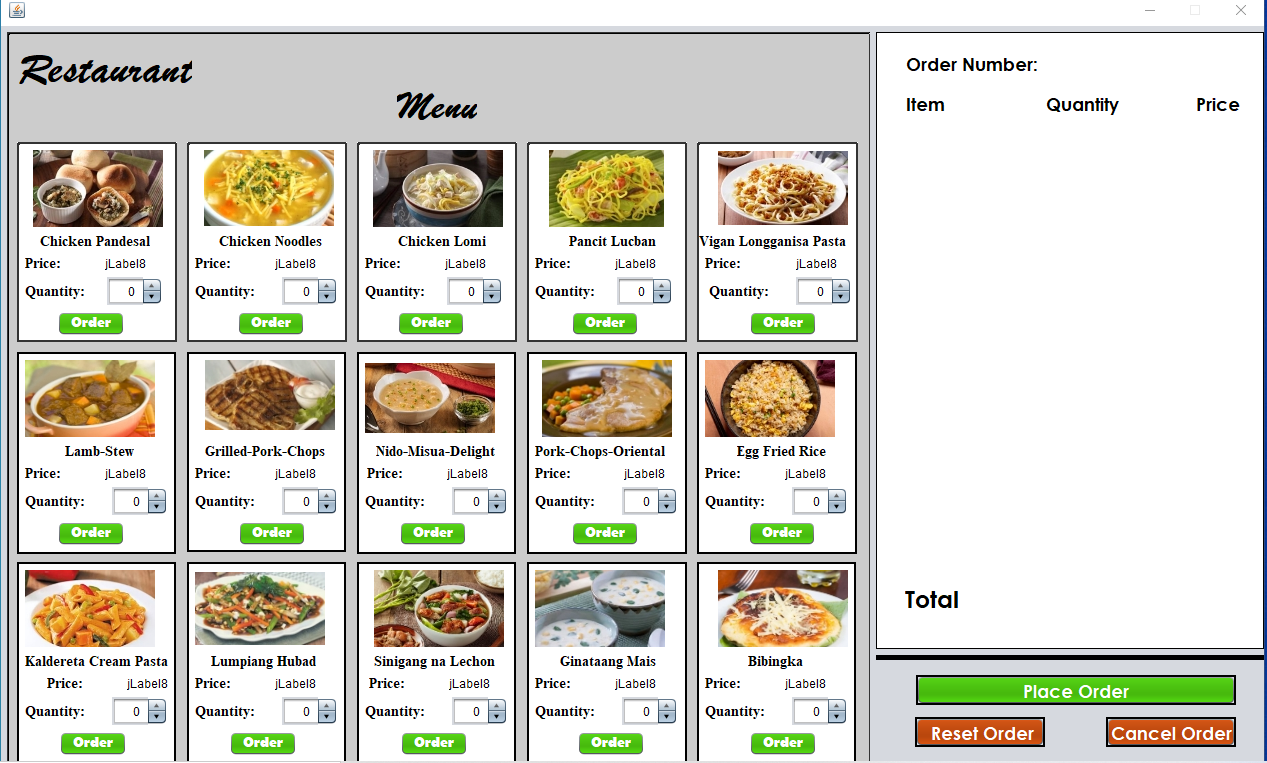 Restaurant
Menu
Chicken Pandesal
Price: jLabel8
Quantity: 0
Order
Chicken Noodles
Price: jLabel8
Quantity: 0
Order
Chicken Lomi
Price: jLabel8
Quantity: 0
Order
Pancit Lucban
Price: jLabel8
Quantity: 0
Order
Vigan Longganisa Pasta
Price: jLabel8
Quantity: 0
Order
Lamb-Stew
Price: jLabel8
Quantity: 0
Order
Grilled-Pork-Chops
Price: jLabel8
Quantity: 0
Order
Nido-Misua-Delight
Price: jLabel8
Quantity: 0
Order
Pork-Chops-Oriental
Price: jLabel8
Quantity: 0
Order
Egg Fried Rice
Price: jLabel8
Quantity: 0
Order
Kaldereta Cream Pasta
Price: jLabel8
Quantity: 0
Order
Lumpiang Hubad
Price: jLabel8
Quantity: 0
Order
Sinigang na Lechon
Price: jLabel8
Quantity: 0
Order
Ginataang Mais
Price: jLabel8
Quantity: 0
Order
Bibingka
Price: jLabel8
Quantity: 0
Order
Order Number:
Item Quantity Price
Total
Place Order
Reset Order Cancel Order